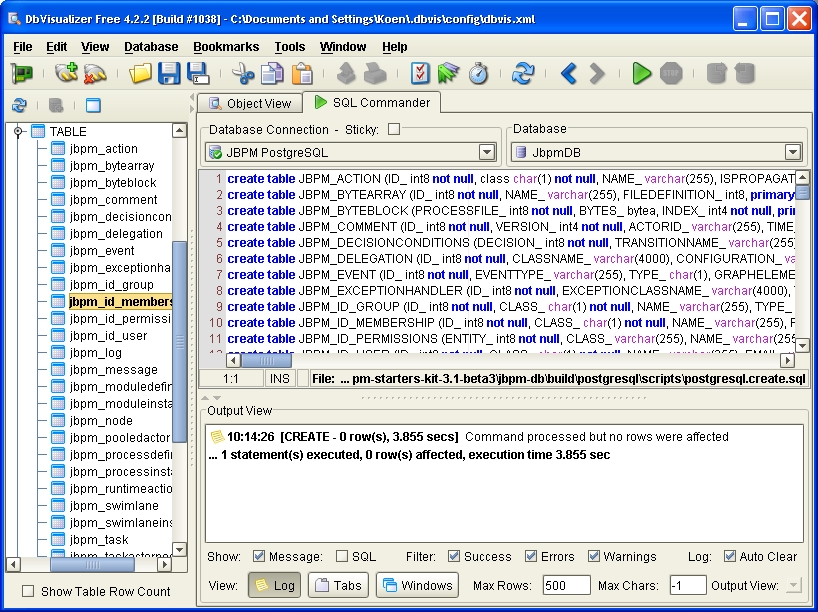 DbVisualizer Free 4.2.2 [Build #1038] - C:\Documents and Settings\Koen\.dbvis\config\dbvis.xml
File Edit View Database Bookmarks Tools Window Help
Object View SQL Commander
TABLE
jbpm_action
jbpm_bytearray
jbpm_byteblock
jbpm_comment
jbpm_decisioncon
jbpm_delegation
jbpm_event
jbpm_exceptionha
jbpm_id_group
jbpm_id_members
jbpm_id_permissi
jbpm_id_user
jbpm_log
jbpm_message
jbpm_moduledefin
jbpm_moduleinsta
jbpm_node
jbpm_pooledactor
jbpm_processdefi
jbpm_processinsta
jbpm_runtimeactio
jbpm_swimlane
jbpm_swimlaneins
jbpm_task
Show Table Row Count
Database Connection - Sticky:
JBPM PostgreSQL
Database
JbpmDB
1 create table JBPM_ACTION (ID_ int8 not null, class char(1) not null, NAME_ varchar(255), ISPROPAGAT
2 create table JBPM_BYTEARRAY (ID_ int8 not null, NAME_ varchar(255), FILEDEFINITION_ int8, primary
3 create table JBPM_BYTEBLOCK (PROCESSFILE_ int8 not null, BYTES_ bytea, INDEX_ int4 not null, pri
4 create table JBPM_COMMENT (ID_ int8 not null, VERSION_ int4 not null, ACTORID_ varchar(255), TIME_
5 create table JBPM_DECISIONCONDITIONS (DECISION_ int8 not null, TRANSITIONNAME_ varchar(255),
6 create table JBPM_DELEGATION (ID_ int8 not null, CLASSNAME_ varchar(4000), CONFIGURATION_ va
7 create table JBPM_EVENT (ID_ int8 not null, EVENTTYPE_ varchar(255), TYPE_ char(1), GRAPHELEME
8 create table JBPM_EXCEPTIONHANDLER (ID_ int8 not null, EXCEPTIONCLASSNAME_ varchar(4000),
9 create table JBPM_ID_GROUP (ID_ int8 not null, CLASS_ char(1) not null, NAME_ varchar(255), TYPE_
10 create table JBPM_ID_MEMBERSHIP (ID_ int8 not null, CLASS_ char(1) not null, NAME_ varchar(255),
11 create table JBPM_ID_PERMISSIONS (ENTITY_ int8 not null, CLASS_ varchar(255), NAME_ varchar(255),
1:1 INS File: ... pm-starters-kit-3.1-beta3\jbpm-db\build\postgresql\scripts\postgresql.create.sql
Output View
10:14:26 [CREATE - 0 row(s), 3.855 secs] Command processed but no rows were affected
... 1 statement(s) executed, 0 row(s) affected, execution time 3.855 sec
Show: Message: SQL Filter: Success Errors Warnings Log: Auto Clear
View: Log Tabs Windows Max Rows: 500 Max Chars: -1 Output View: